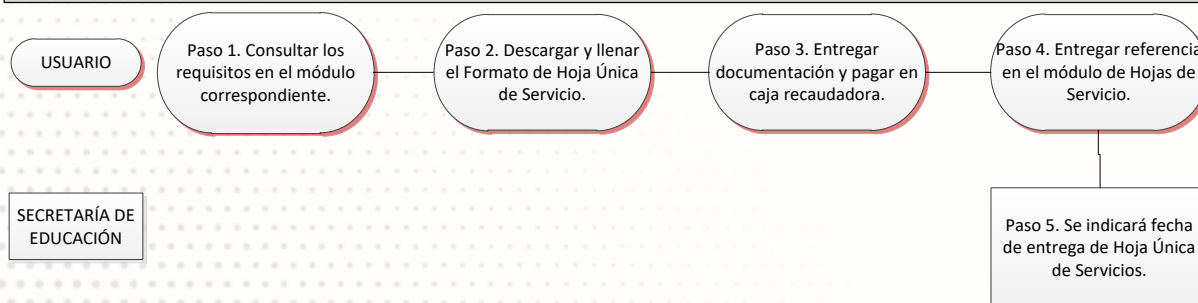 USUARIO
Paso 1. Consultar los
requisitos en el módulo
correspondiente.
Paso 2. Descargar y llenar
el Formato de Hoja Única
de Servicio.
Paso 3. Entregar
documentación y pagar en
caja recaudadora.
Paso 4. Entregar referencia
en el módulo de Hojas de
Servicio.
SECRETARÍA DE
EDUCACIÓN
Paso 5. Se indicará fecha
de entrega de Hoja Única
de Servicios.